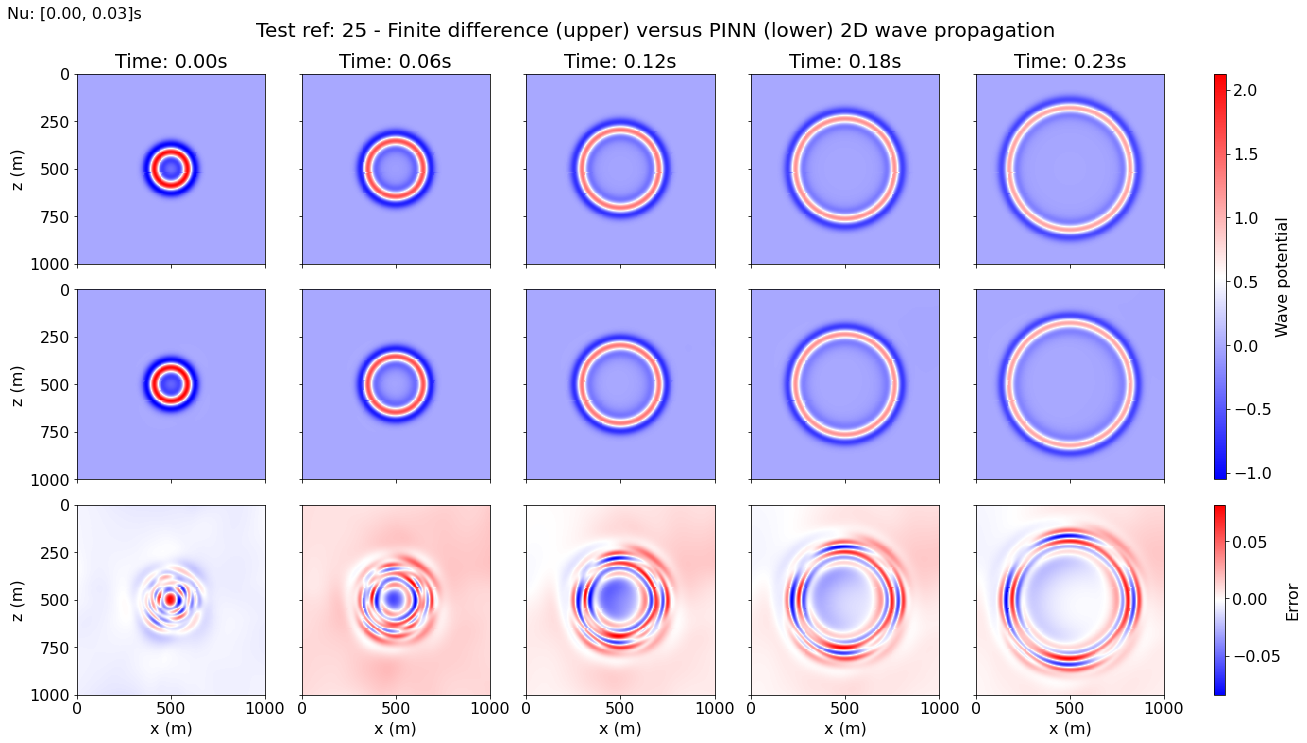 Nu: [0.00, 0.03]s
Test ref: 25 - Finite difference (upper) versus PINN (lower) 2D wave propagation
Time: 0.00s
Time: 0.06s
Time: 0.12s
Time: 0.18s
Time: 0.23s
0
250
500
750
1000
z (m)
0
250
500
750
1000
z (m)
2.0
1.5
1.0
0.5
0.0
−0.5
−1.0
Wave potential
0
250
500
750
1000
z (m)
0 500 1000
x (m)
0 500 1000
x (m)
0 500 1000
x (m)
0 500 1000
x (m)
0 500 1000
x (m)
0.05
0.00
−0.05
Error